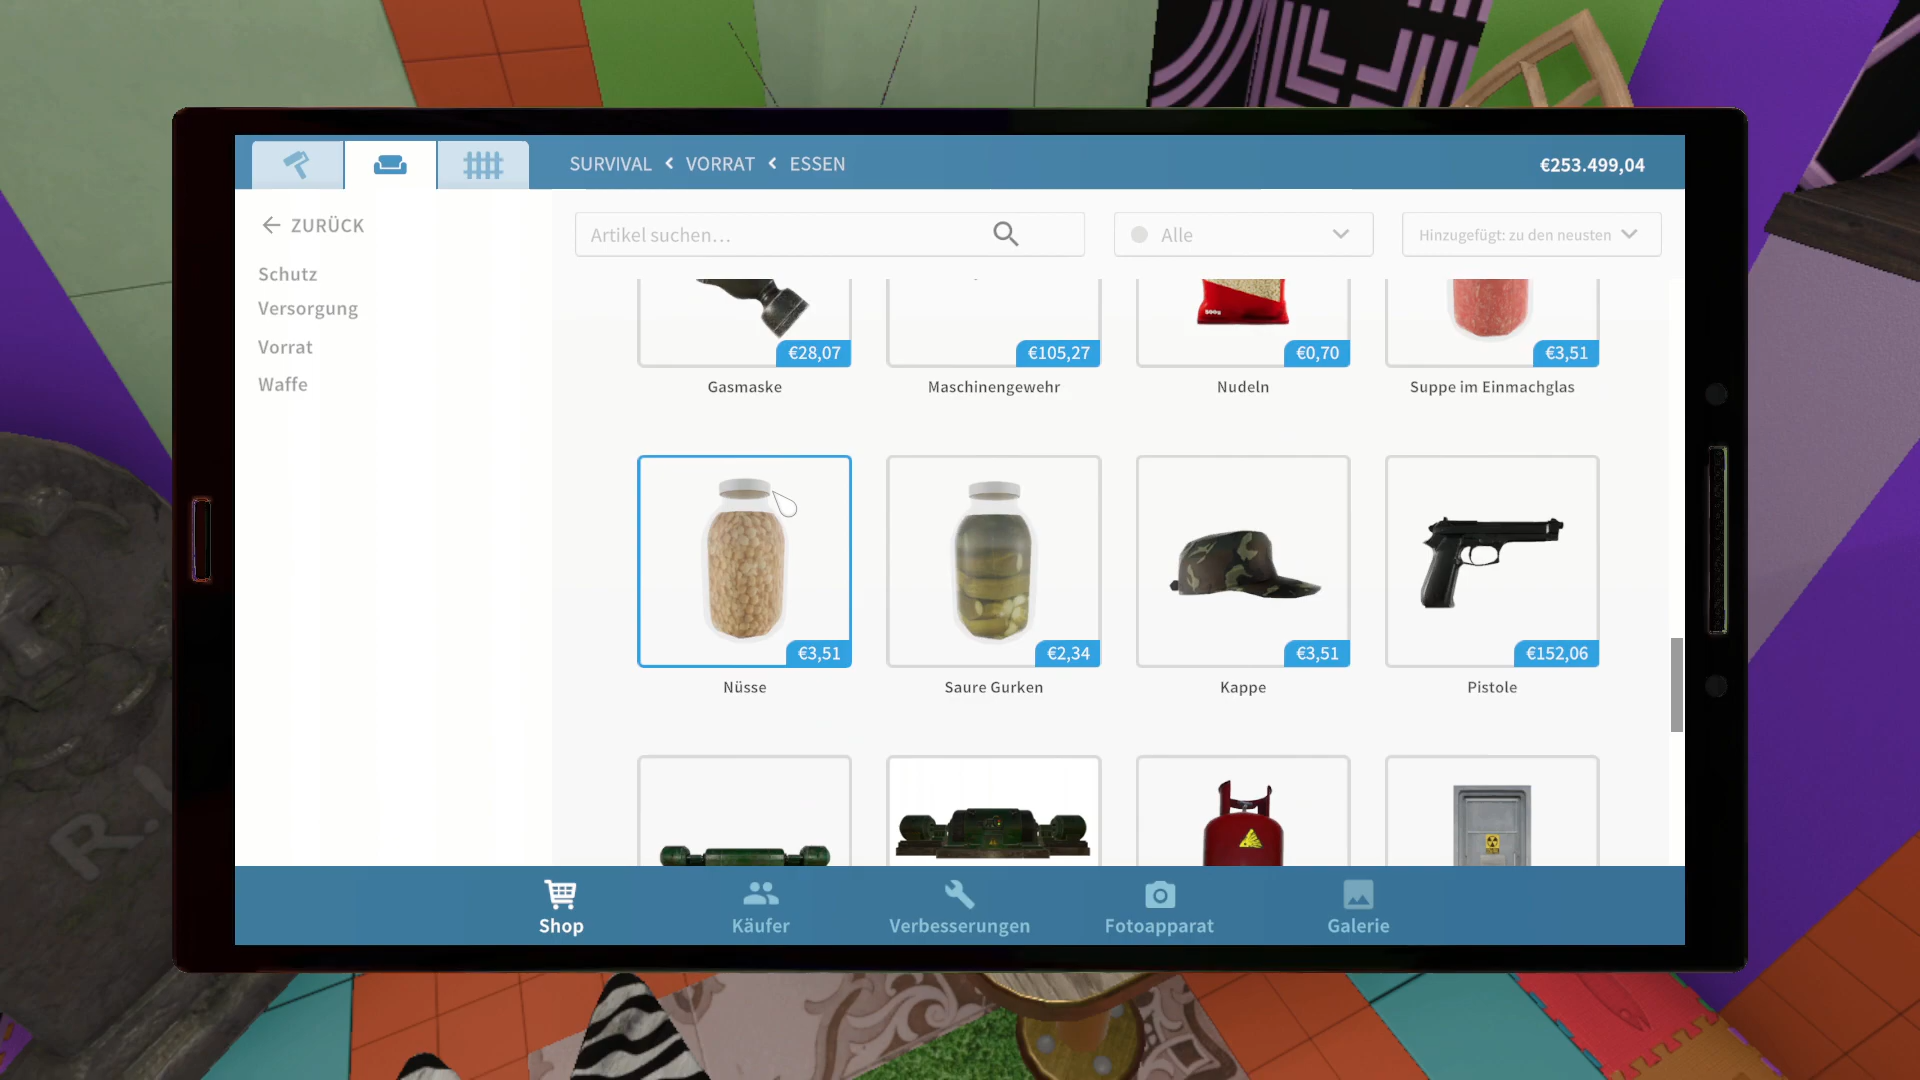 SURVIVAL < VORRAT < ESSEN
€253.499,04
ZURÜCK
Artikel suchen…
Alle
Hinzugefügt: zu den neusten
Schutz
Versorgung
Vorrat
Waffe
500g
€28,07
€105,27
€0,70
€3,51
Gasmaske
Maschinengewehr
Nudeln
Suppe im Einmachglas
€3,51
€2,34
€3,51
€152,06
Nüsse
Saure Gurken
Kappe
Pistole
Shop
Käufer
Verbesserungen
Fotoapparat
Galerie
R.I